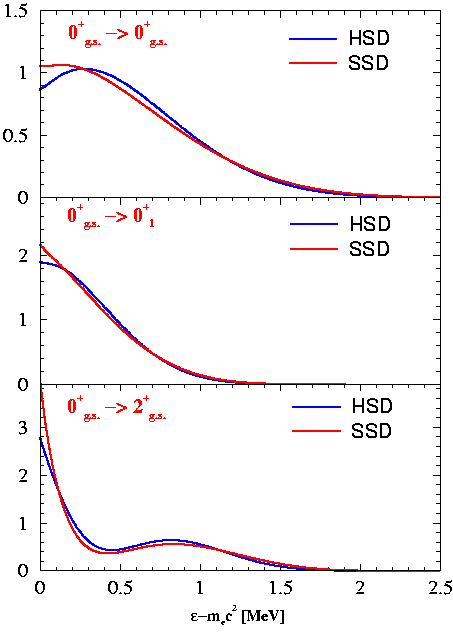 1.5
0⁺g.s. −> 0⁺g.s.
HSD
SSD
1
0.5
0
0⁺g.s. −> 0⁺₁
HSD
SSD
2
1
0
0⁺g.s. −> 2⁺g.s.
HSD
SSD
3
2
1
0
0 0.5 1 1.5 2 2.5
ε−mₑc² [MeV]